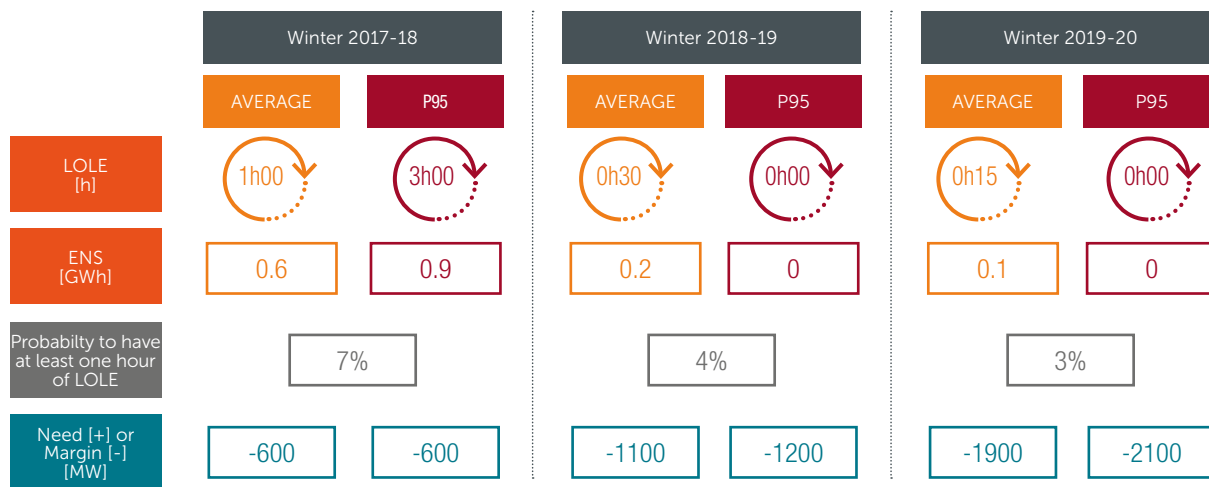 Winter 2017-18
Winter 2018-19
Winter 2019-20
AVERAGE
P95
AVERAGE
P95
AVERAGE
P95
LOLE
[h]
1h00
3h00
0h30
0h00
0h15
0h00
ENS
[GWh]
0.6
0.9
0.2
0
0.1
0
Probabilty to have
at least one hour
of LOLE
7%
4%
3%
Need [+] or
Margin [-]
[MW]
-600
-600
-1100
-1200
-1900
-2100